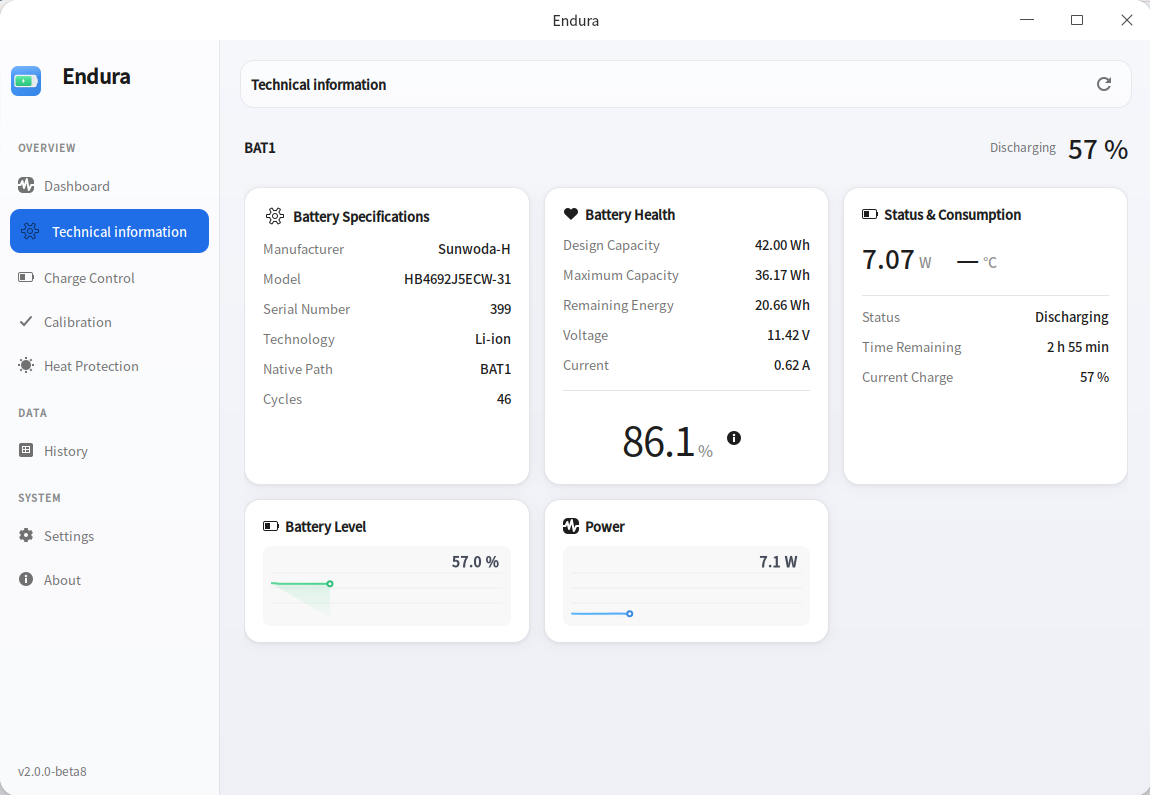 Endura
Endura
OVERVIEW
Dashboard
Technical information
Charge Control
Calibration
Heat Protection
DATA
History
SYSTEM
Settings
About
v2.0.0-beta8
Technical information
BAT1
Discharging 57 %
Battery Specifications
Manufacturer Sunwoda-H
Model HB4692J5ECW-31
Serial Number 399
Technology Li-ion
Native Path BAT1
Cycles 46
Battery Health
Design Capacity 42.00 Wh
Maximum Capacity 36.17 Wh
Remaining Energy 20.66 Wh
Voltage 11.42 V
Current 0.62 A
86.1 %
Status & Consumption
7.07 W — °C
Status Discharging
Time Remaining 2 h 55 min
Current Charge 57 %
Battery Level
57.0 %
Power
7.1 W